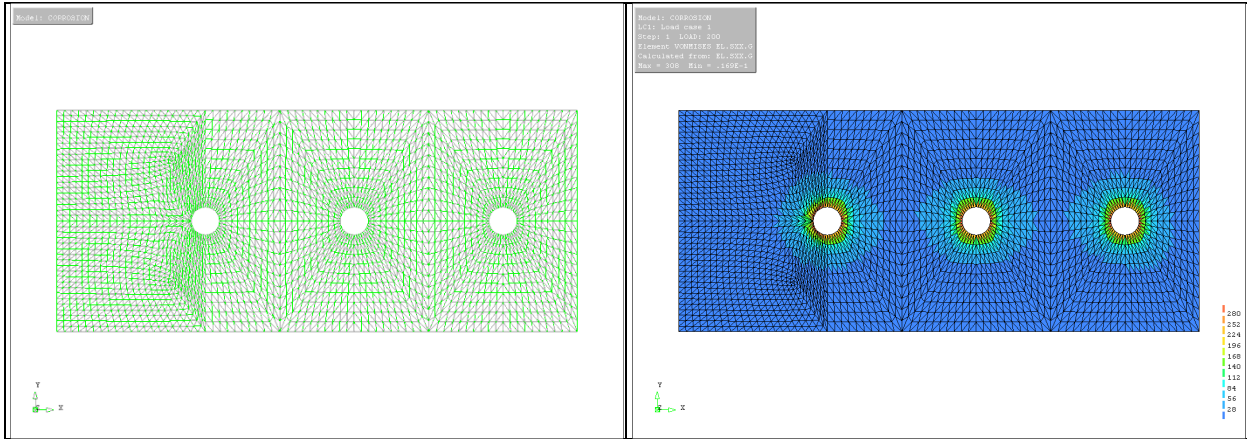 Model: CORROSION
Y
Z X
Model: CORROSION
LC1: Load case 1
Step: 1 LOAD: 200
Element VONMISES EL.SXX.G
Calculated from: EL.SXX.G
Max = 308 Min = .168E-1
280
252
224
196
168
140
112
84
56
28
Y
Z X